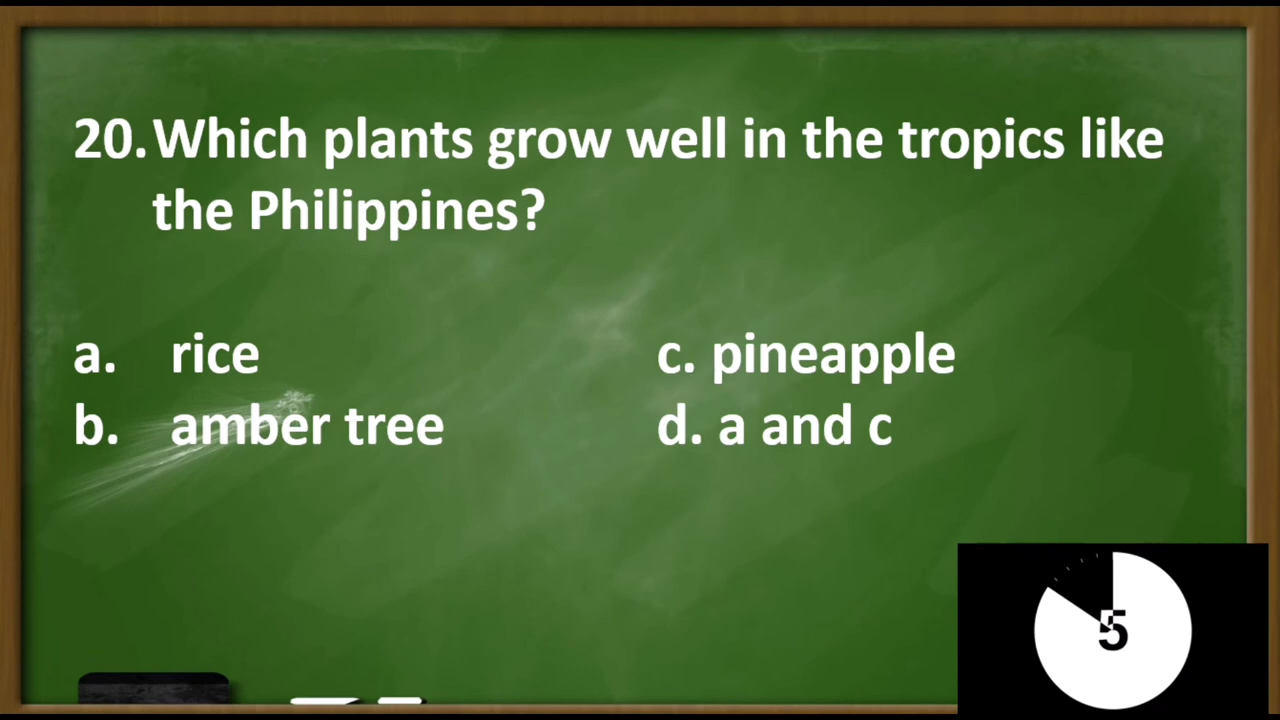 20. Which plants grow well in the tropics like
the Philippines?
a. rice
c. pineapple
b. amber tree
d. a and c
5